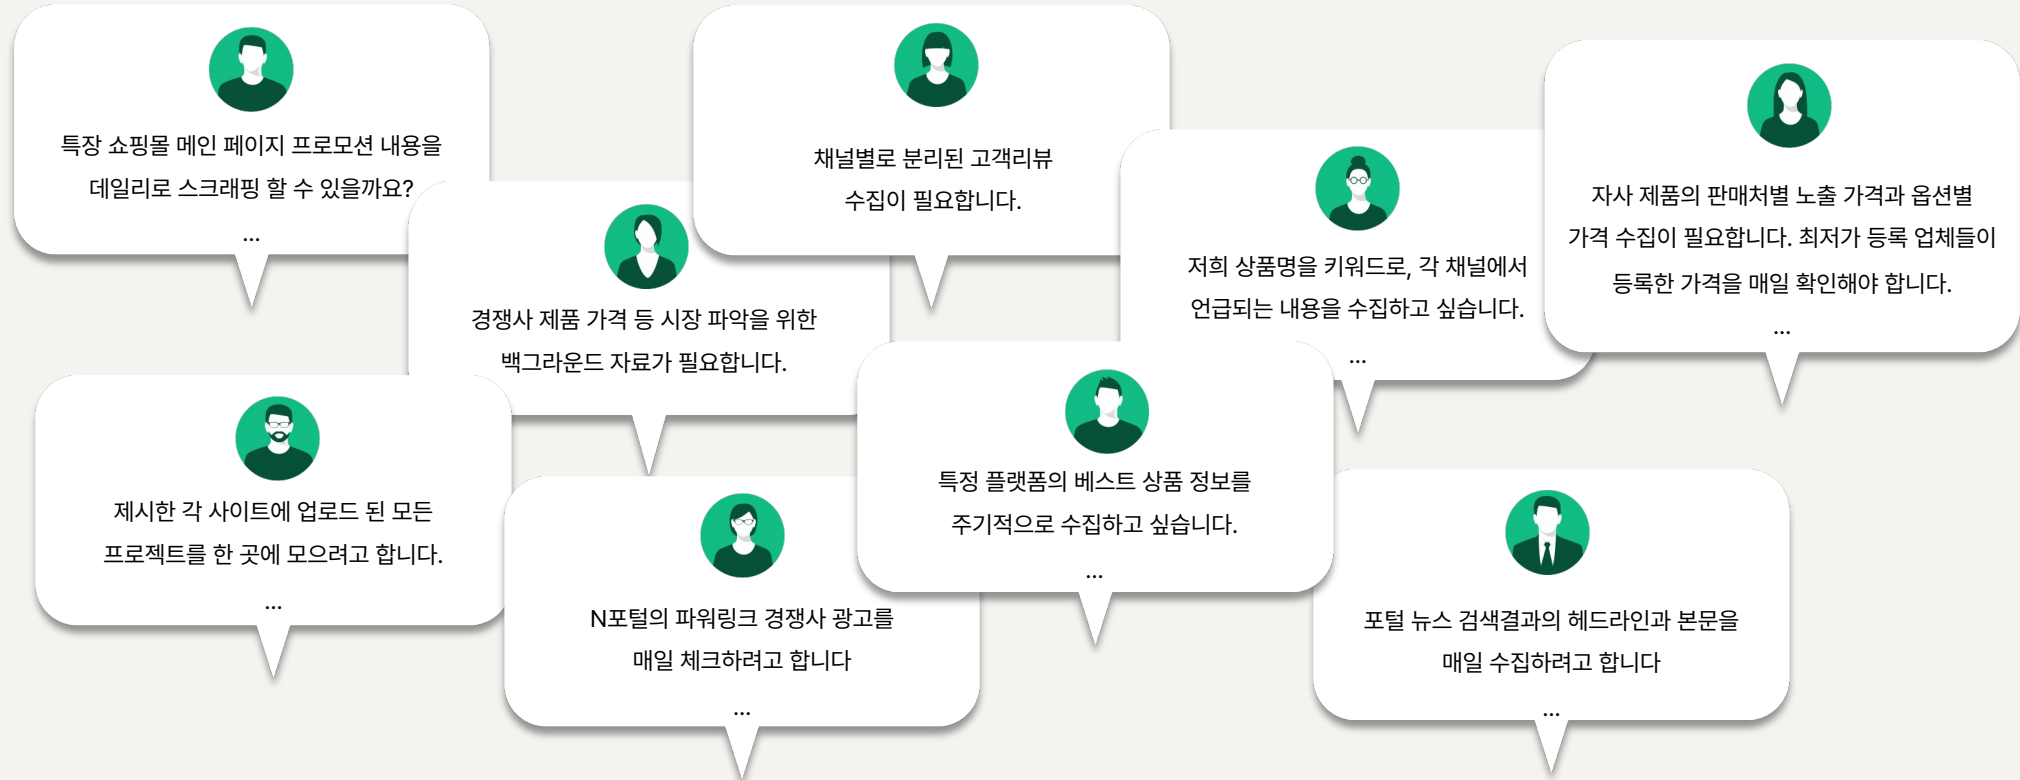 특장 쇼핑몰 메인 페이지 프로모션 내용을
데일리로 스크래핑 할 수 있을까요?
...
경쟁사 제품 가격 등 시장 파악을 위한
백그라운드 자료가 필요합니다.
채널별로 분리된 고객리뷰
수집이 필요합니다.
저희 상품명을 키워드로, 각 채널에서
언급되는 내용을 수집하고 싶습니다.
...
자사 제품의 판매처별 노출 가격과 옵션별
가격 수집이 필요합니다. 최저가 등록 업체들이
등록한 가격을 매일 확인해야 합니다.
...
제시한 각 사이트에 업로드 된 모든
프로젝트를 한 곳에 모으려고 합니다.
...
N포털의 파워링크 경쟁사 광고를
매일 체크하려고 합니다
...
특정 플랫폼의 베스트 상품 정보를
주기적으로 수집하고 싶습니다.
...
포털 뉴스 검색결과의 헤드라인과 본문을
매일 수집하려고 합니다
...